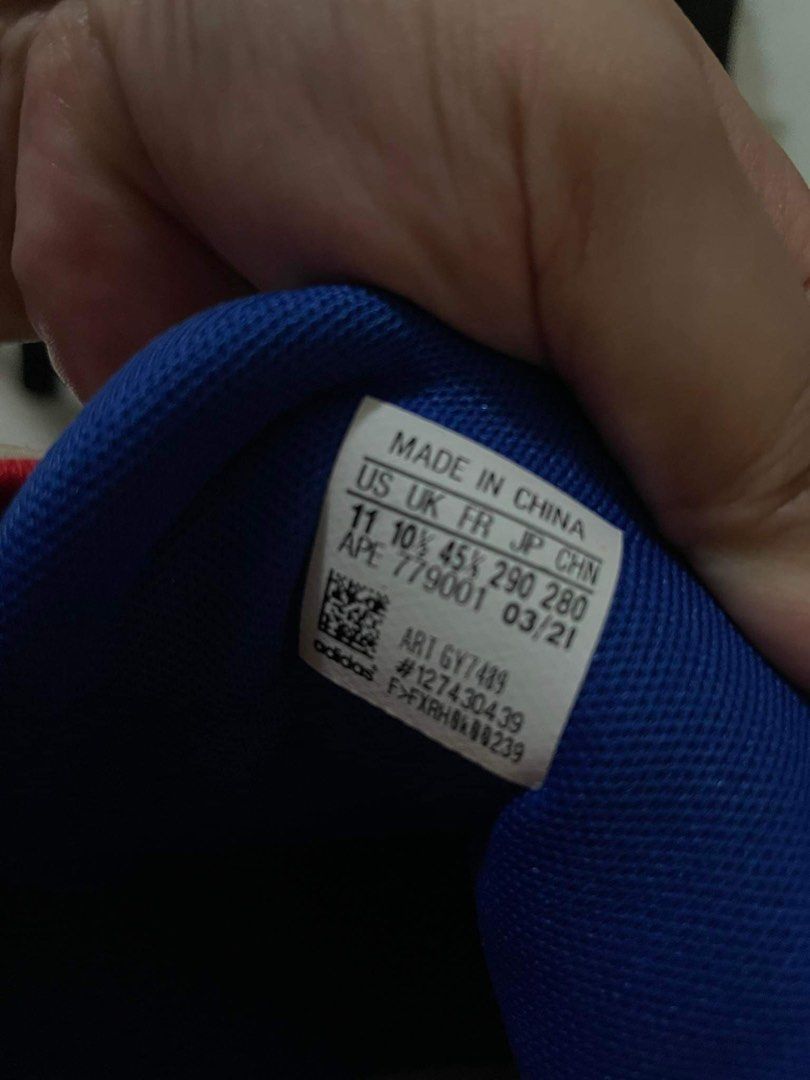 MADE IN CHINA
US UK FR JP CHN
11 10½ 45⅓ 290 280
APE 779001 03/21
ART GY7489
#127430439
adidas